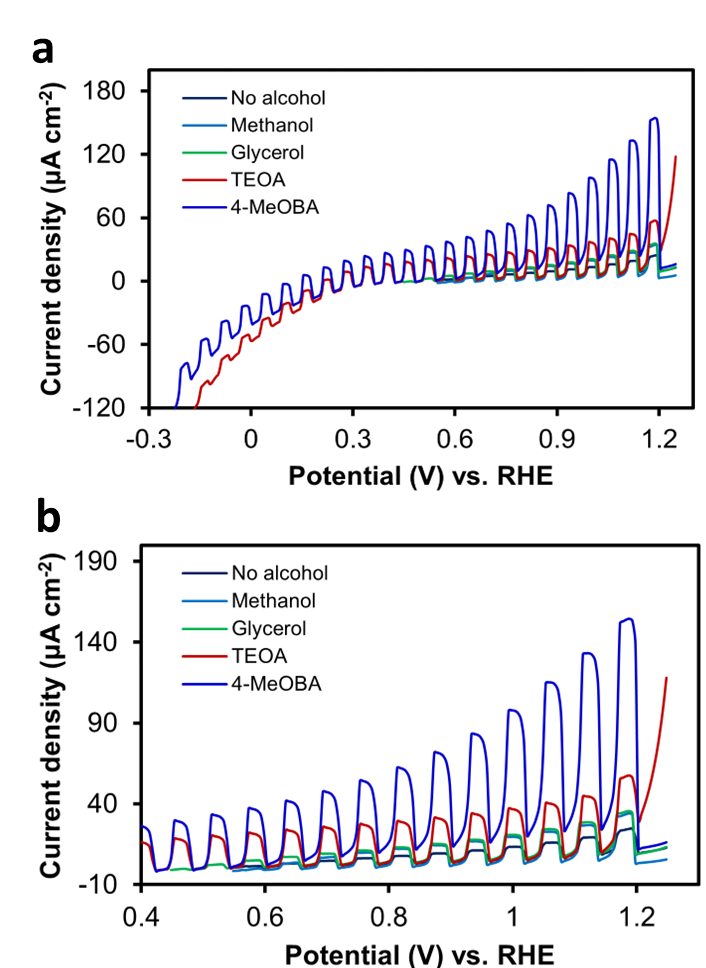 a
Current density (µA cm-2)
180
120
60
0
-60
-120
No alcohol
Methanol
Glycerol
TEOA
4-MeOBA
-0.3 0 0.3 0.6 0.9 1.2
Potential (V) vs. RHE
b
Current density (µA cm-2)
190
140
90
40
-10
No alcohol
Methanol
Glycerol
TEOA
4-MeOBA
0.4 0.6 0.8 1 1.2
Potential (V) vs. RHE